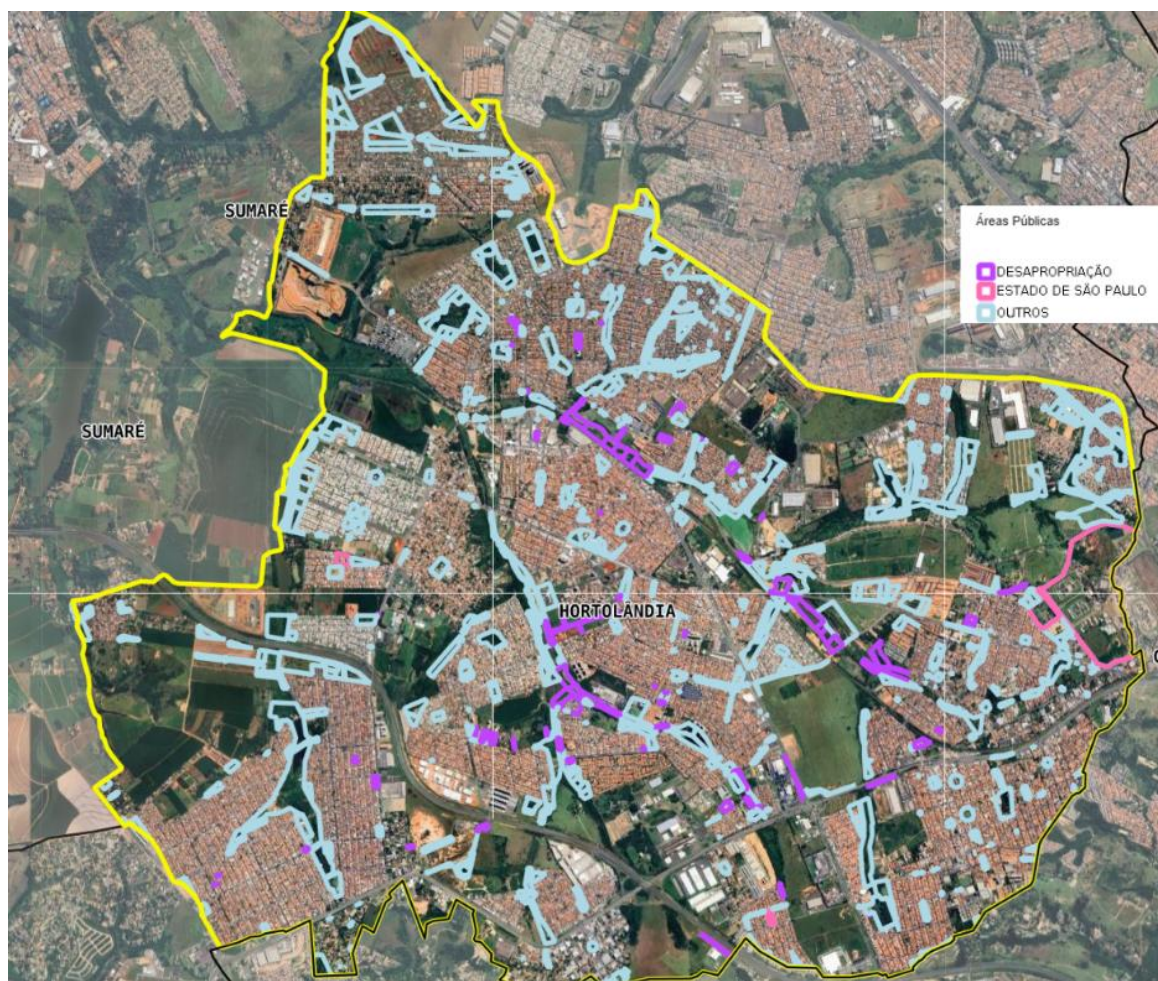 SUMARÉ
Áreas Públicas
DESAPROPRIAÇÃO
ESTADO DE SÃO PAULO
OUTROS
SUMARÉ
HORTOLÂNDIA